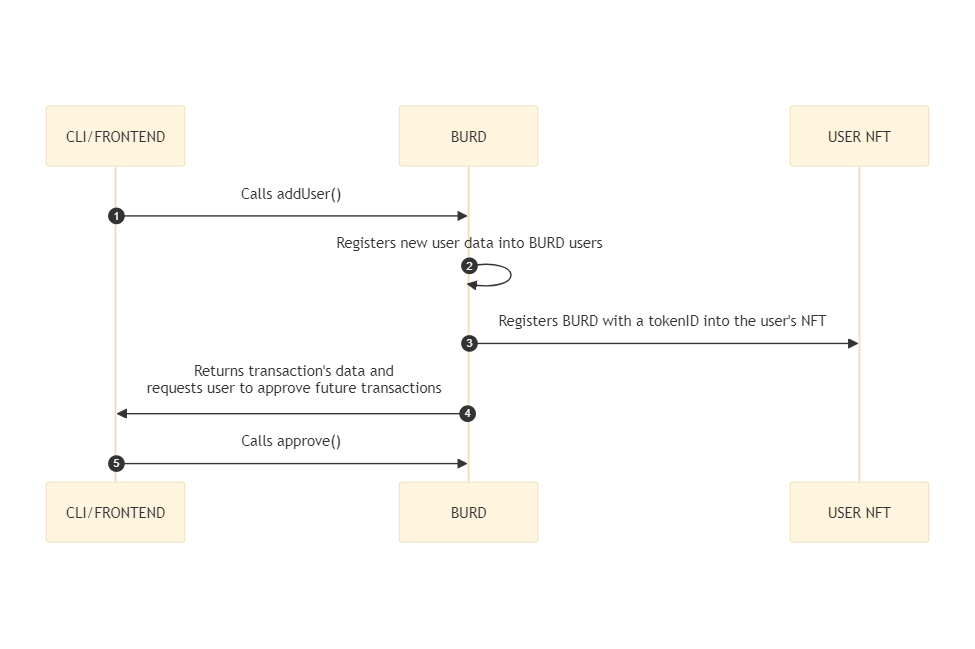 CLI/FRONTEND
BURD
USER NFT
Calls addUser()
1
Registers new user data into BURD users
2
Registers BURD with a tokenID into the user's NFT
3
Returns transaction's data and
requests user to approve future transactions
4
Calls approve()
5
CLI/FRONTEND
BURD
USER NFT